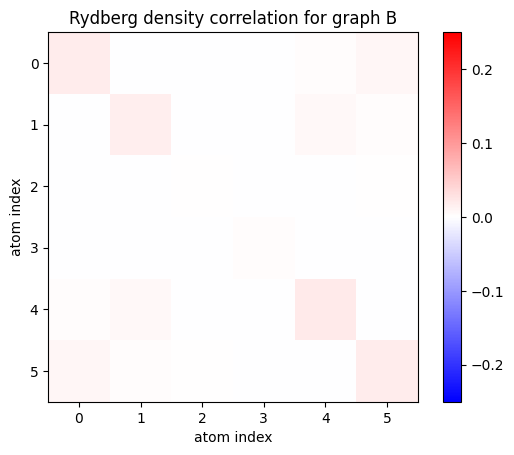 Rydberg density correlation for graph B
0
1
2
3
4
5
atom index
0 1 2 3 4 5
atom index
0.2
0.1
0.0
−0.1
−0.2